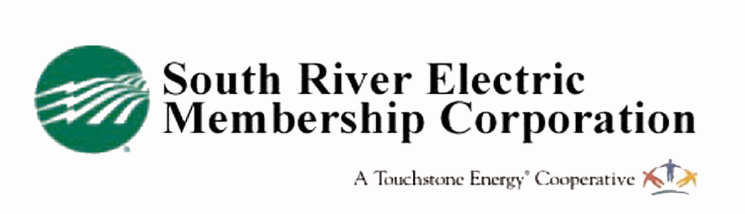 South River Electric
Membership Corporation
A Touchstone Energy® Cooperative